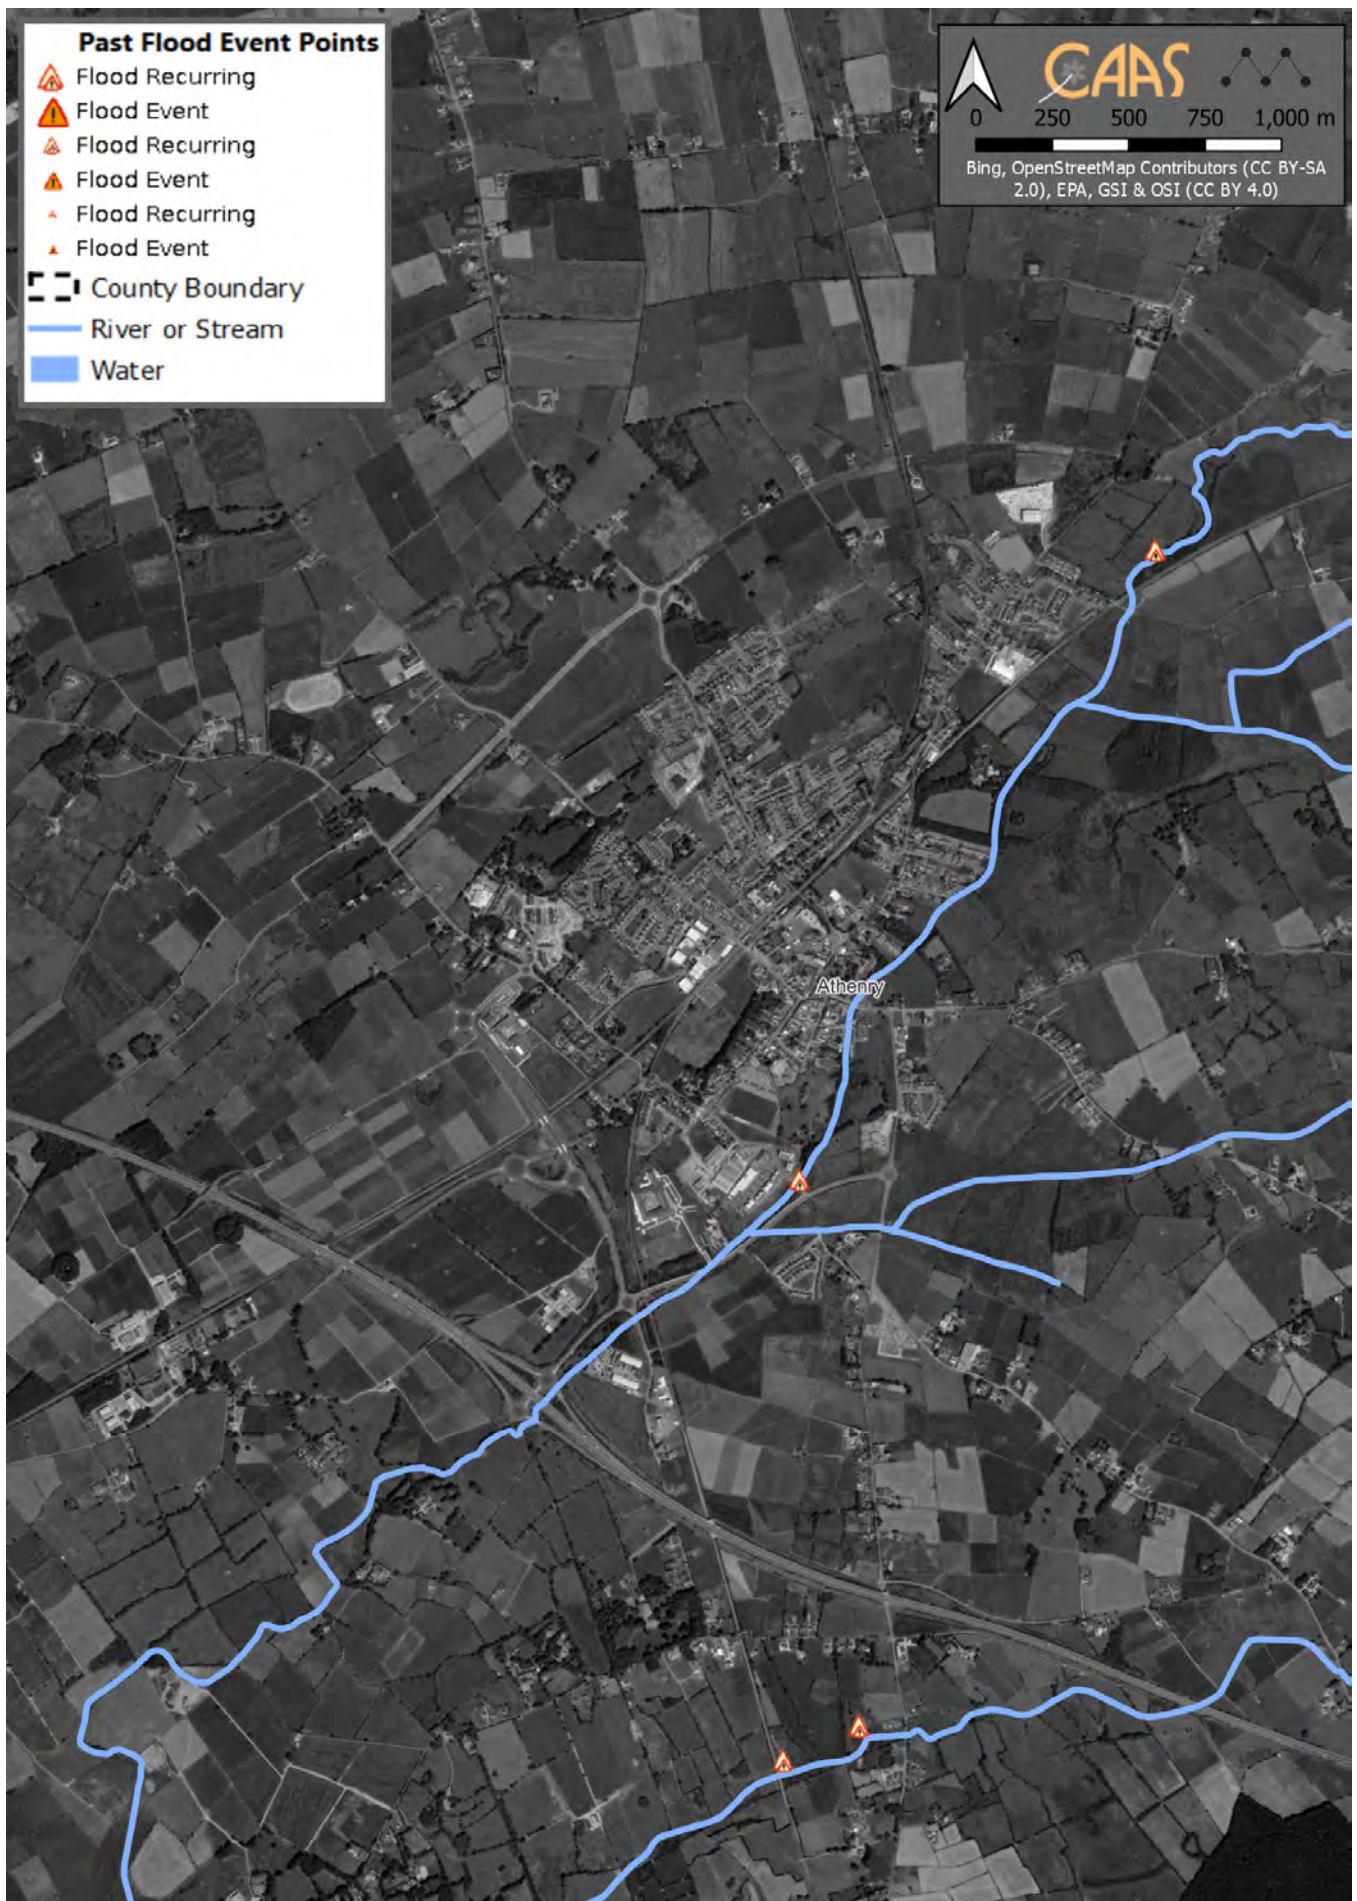 Past Flood Event Points
Flood Recurring
Flood Event
Flood Recurring
Flood Event
Flood Recurring
Flood Event
County Boundary
River or Stream
Water
CAAS
0 250 500 750 1,000 m
Bing, OpenStreetMap Contributors (CC BY-SA
2.0), EPA, GSI & OSI (CC BY 4.0)
Athenry